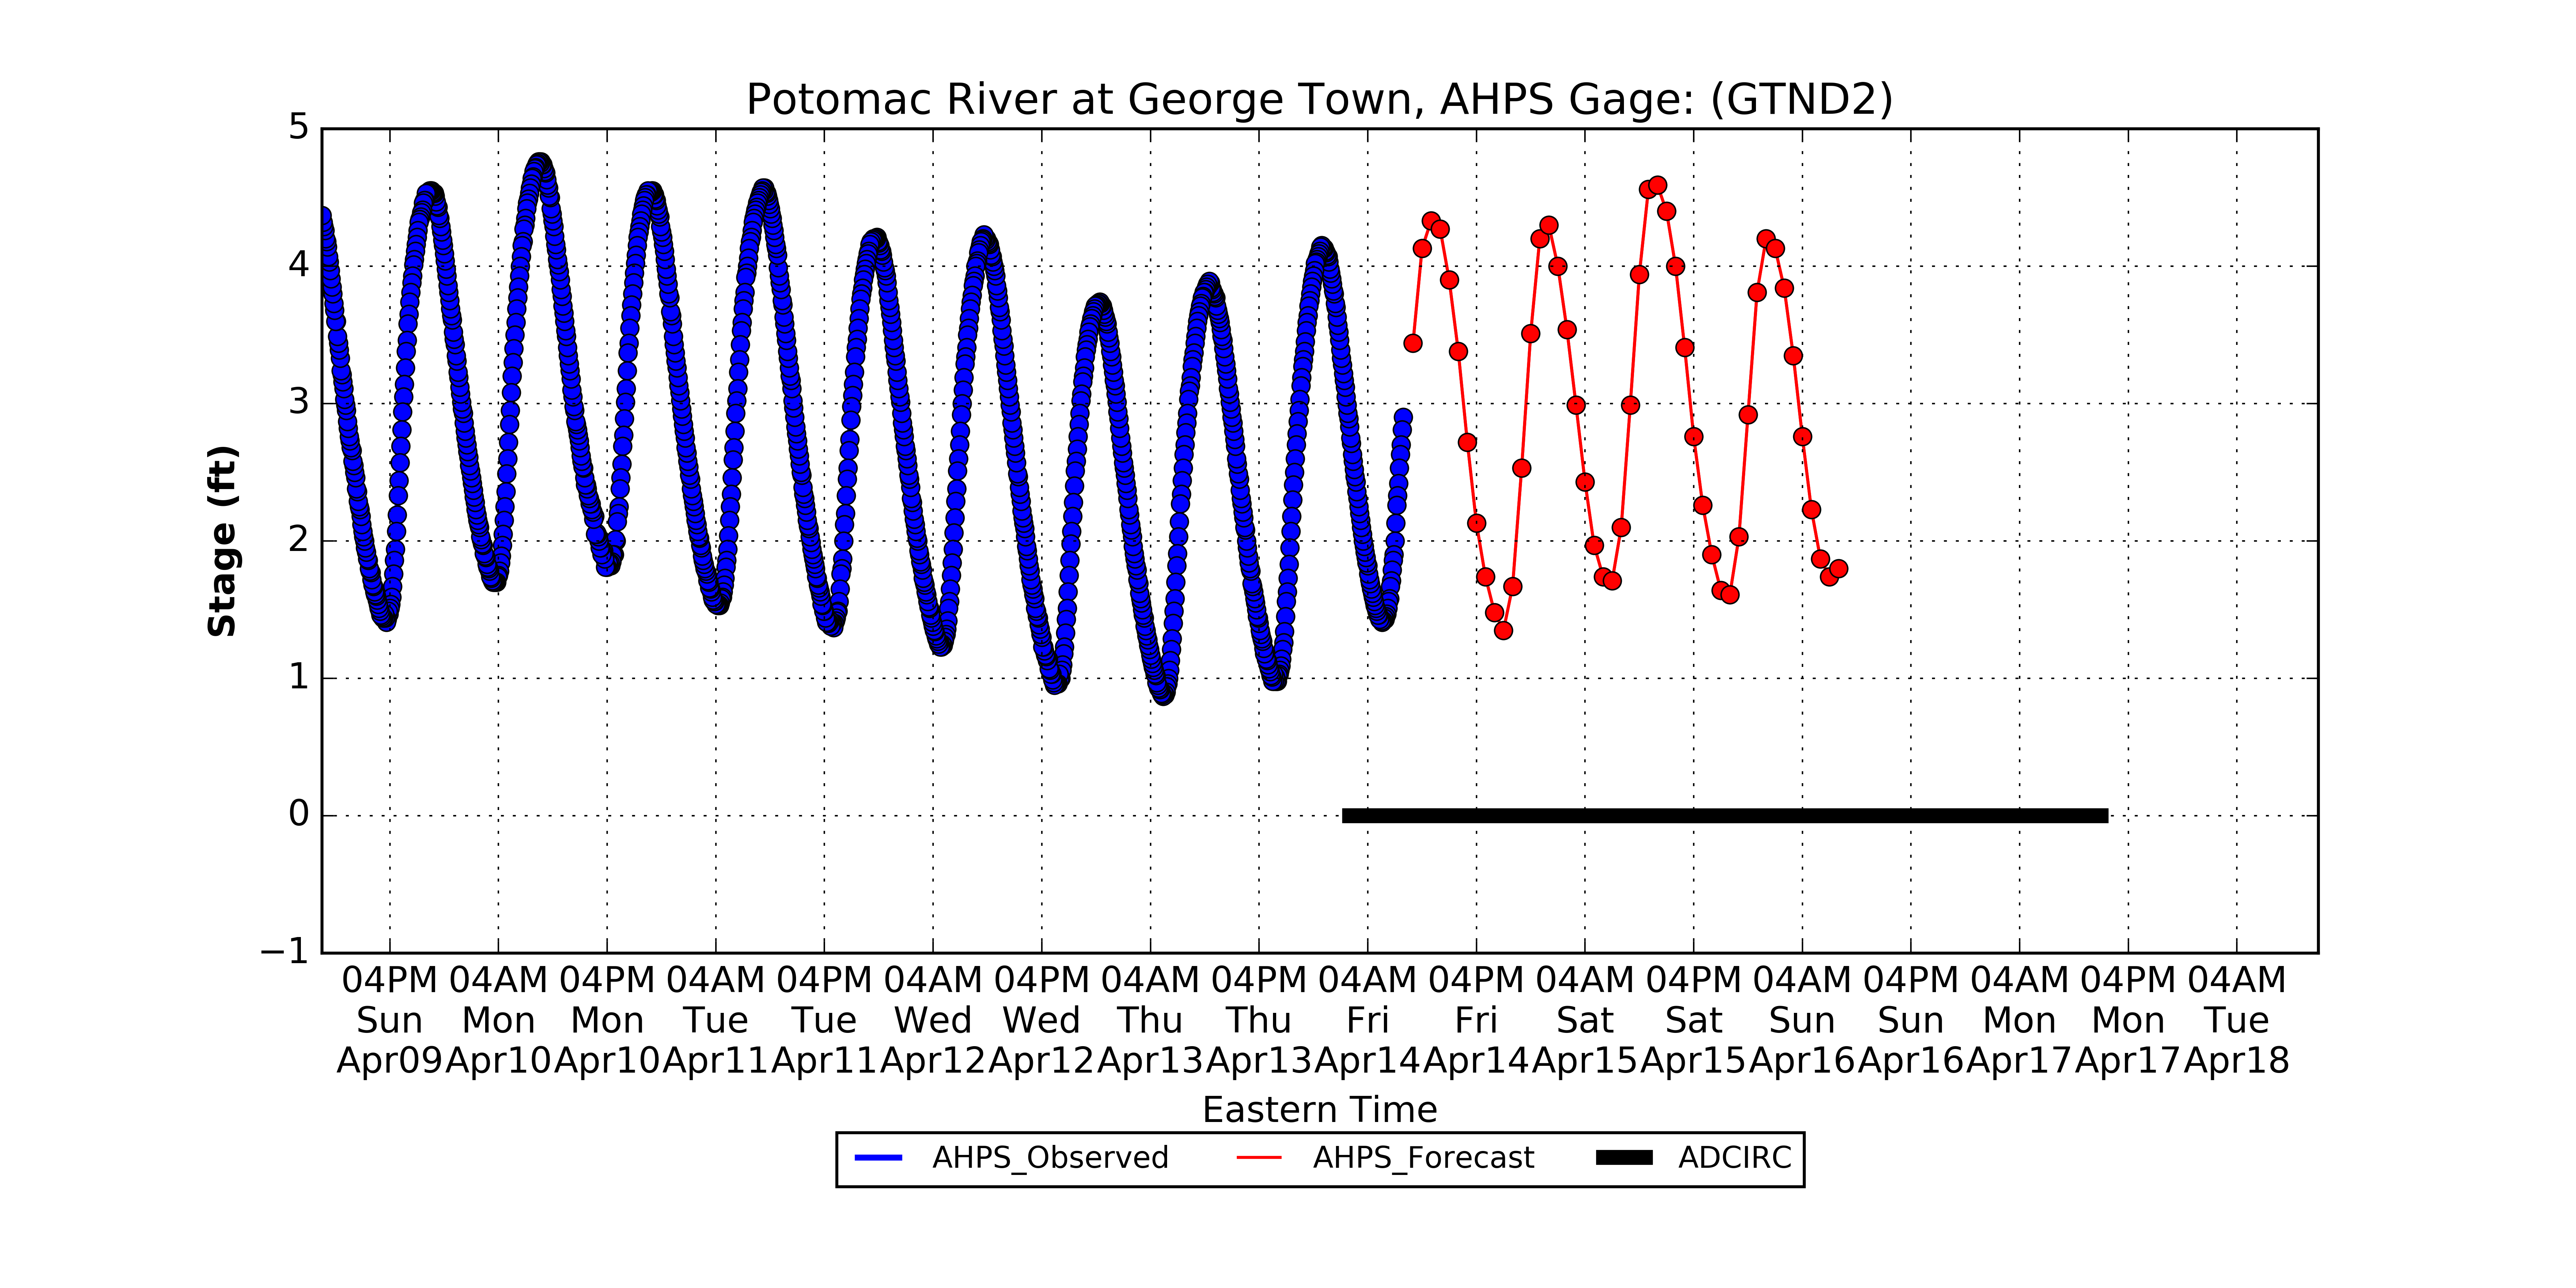 Potomac River at George Town, AHPS Gage: (GTND2)
5
4
3
2
1
0
−1
Stage (ft)
04PM 04AM 04PM 04AM 04PM 04AM 04PM 04AM 04PM 04AM 04PM 04AM 04PM 04AM 04PM 04AM 04PM 04AM
Sun Mon Mon Tue Tue Wed Wed Thu Thu Fri Fri Sat Sat Sun Sun Mon Mon Tue
Apr09 Apr10 Apr10 Apr11 Apr11 Apr12 Apr12 Apr13 Apr13 Apr14 Apr14 Apr15 Apr15 Apr16 Apr16 Apr17 Apr17 Apr18
Eastern Time
AHPS_Observed AHPS_Forecast ADCIRC